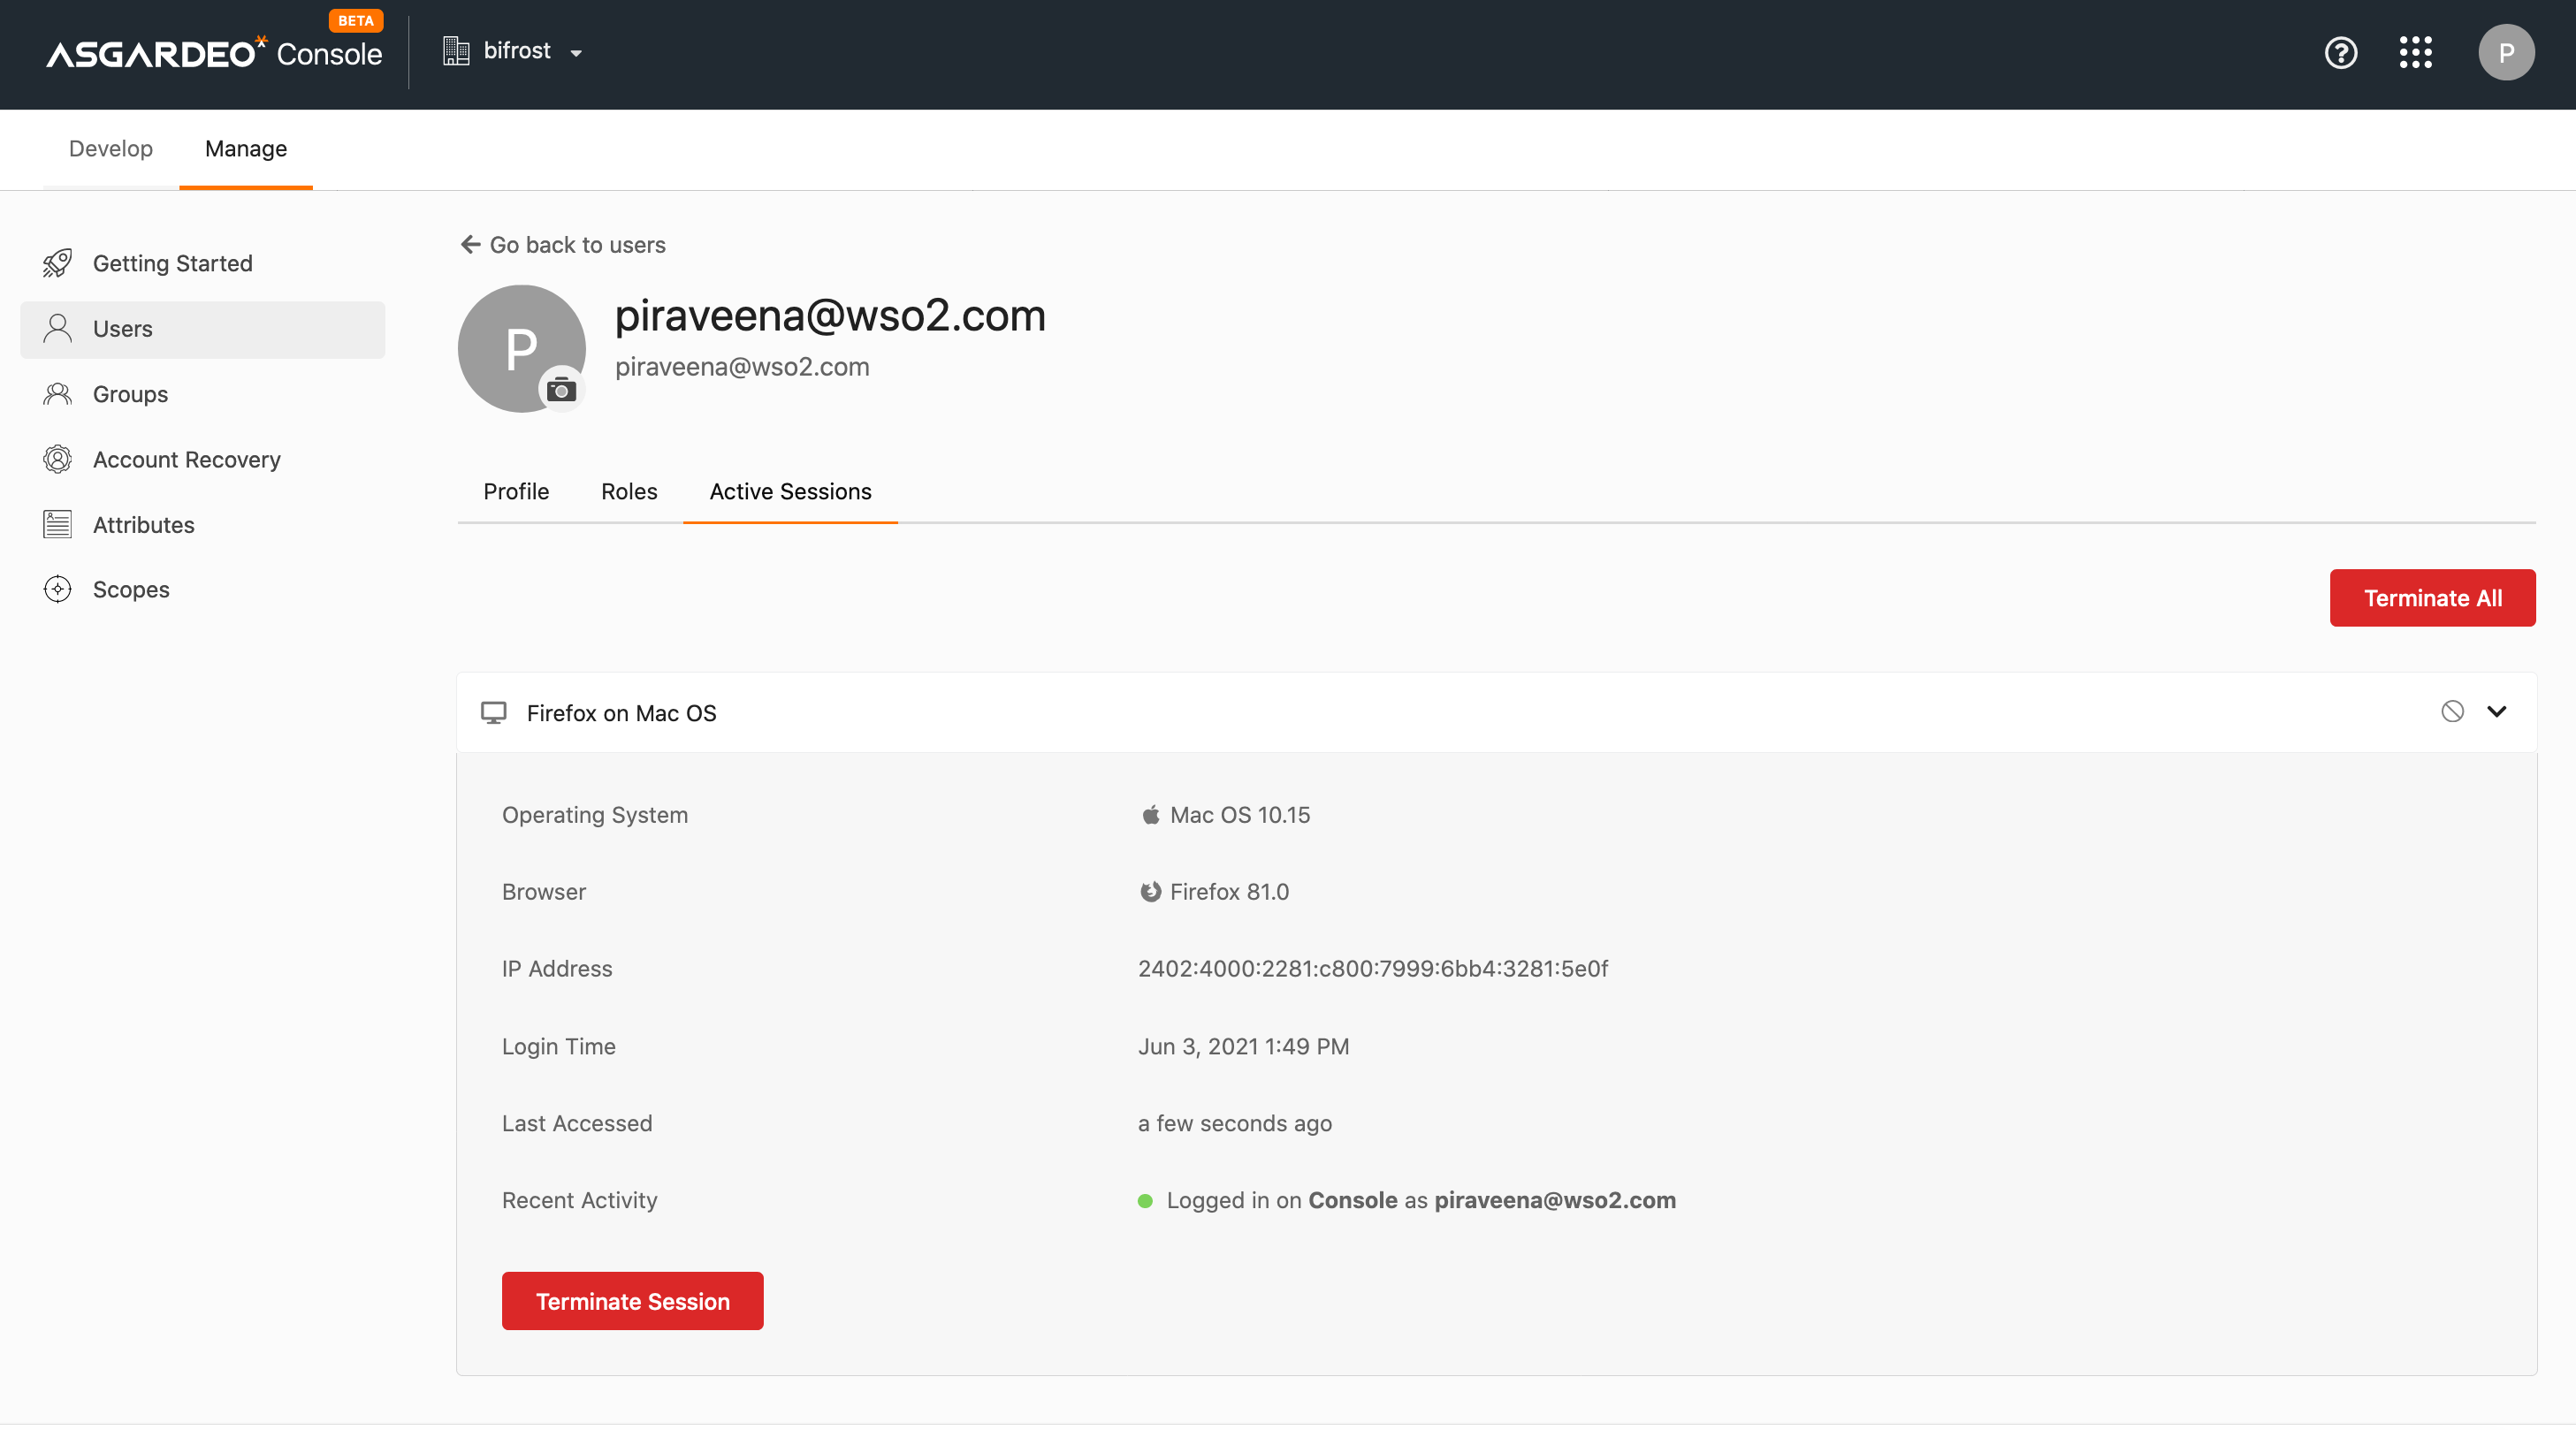 BETA
ASGARDEO Console
bifrost
P
Develop
Manage
Getting Started
Users
Groups
Account Recovery
Attributes
Scopes
Go back to users
P
piraveena@wso2.com
piraveena@wso2.com
Profile
Roles
Active Sessions
Terminate All
Firefox on Mac OS
Operating System
Mac OS 10.15
Browser
Firefox 81.0
IP Address
2402:4000:2281:c800:7999:6bb4:3281:5e0f
Login Time
Jun 3, 2021 1:49 PM
Last Accessed
a few seconds ago
Recent Activity
Logged in on Console as piraveena@wso2.com
Terminate Session